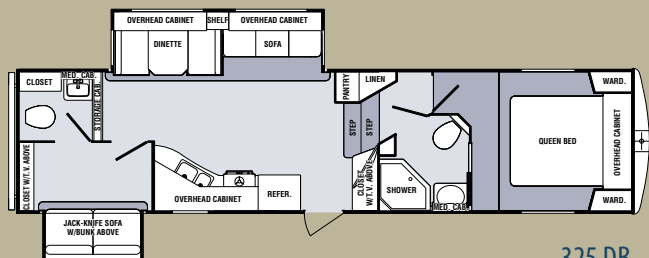 OVERHEAD CABINET
SHELF
OVERHEAD CABINET
DINETTE
SOFA
CLOSET
MED. CAB.
STORAGE CAB.
PANTRY
LINEN
WARD.
STEP
STEP
QUEEN BED
OVERHEAD CABINET
CLOSET W/T.V. ABOVE
OVERHEAD CABINET
REFER.
CLOSET
W/T.V. ABOVE
SHOWER
MED. CAB.
WARD.
JACK-KNIFE SOFA
W/BUNK ABOVE
325 DB